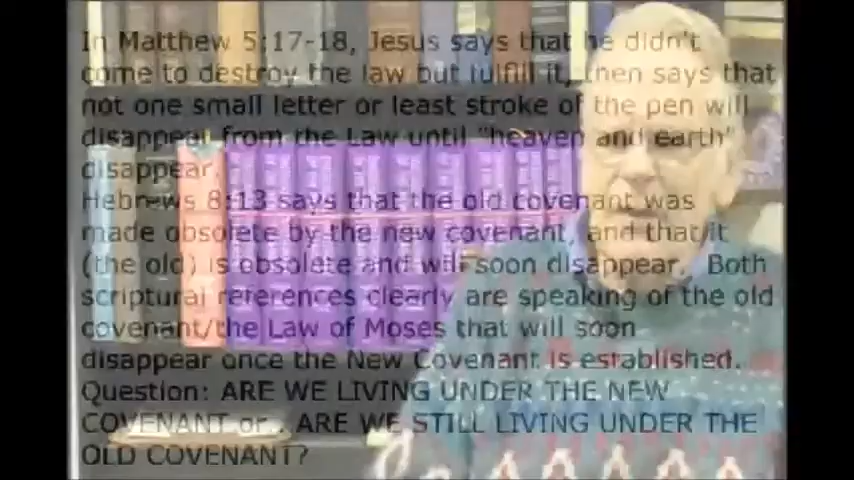 In Matthew 5:17-18, Jesus says that he didn't
come to destroy the law but fulfill it, then says that
not one small letter or least stroke of the pen will
disappear from the Law until "heaven and earth"
disappear.
Hebrews 8:13 says that the old covenant was
made obsolete by the new covenant, and that it
(the old) is obsolete and will soon disappear. Both
scriptural references clearly are speaking of the old
covenant/the Law of Moses that will soon
disappear once the New Covenant is established.
Question: ARE WE LIVING UNDER THE NEW
COVENANT or.. ARE WE STILL LIVING UNDER THE
OLD COVENANT?